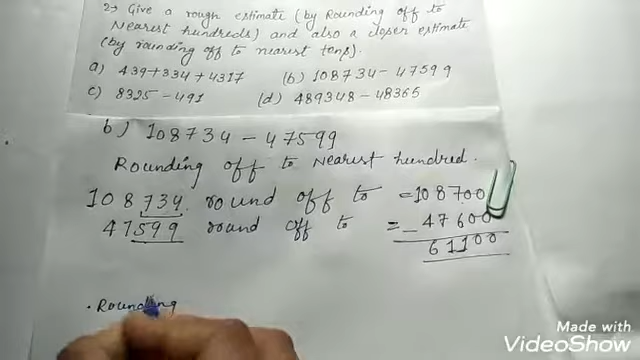 2- Give a rough estimate (by Rounding off to
Nearest hundreds) and also a closer estimate
(by rounding off to nearest tens).
a) 439+334+4317 (b) 108734-47599
c) 8325-491 (d) 489348-48365
b) 108734-47599
Rounding off to Nearest hundred.
108734 round off to = 108700
47599 round off to = - 47600
61100
. Rounding
Made with
VideoShow